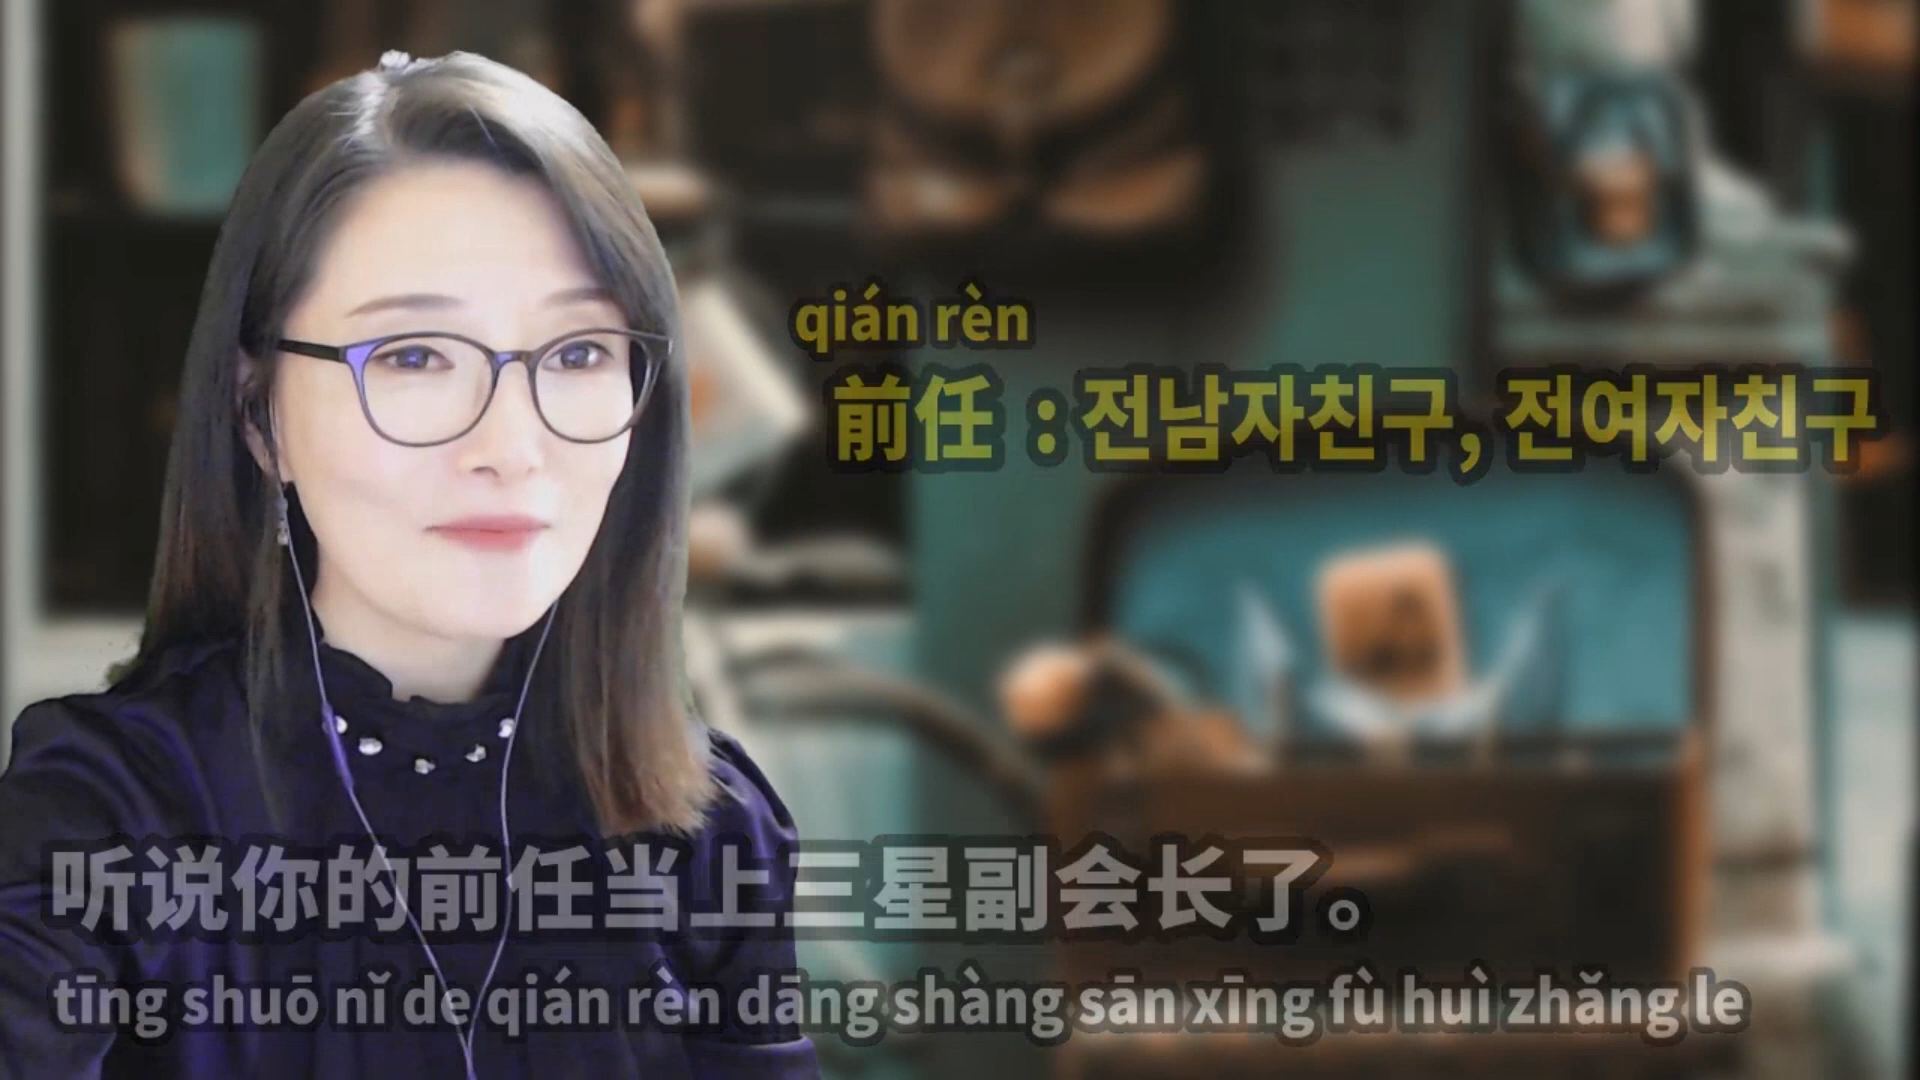 qián rèn
前任 : 전남자친구, 전여자친구
听说你的前任当上三星副会长了。
tīng shuō nǐ de qián rèn dāng shàng sān xīng fù huì zhǎng le